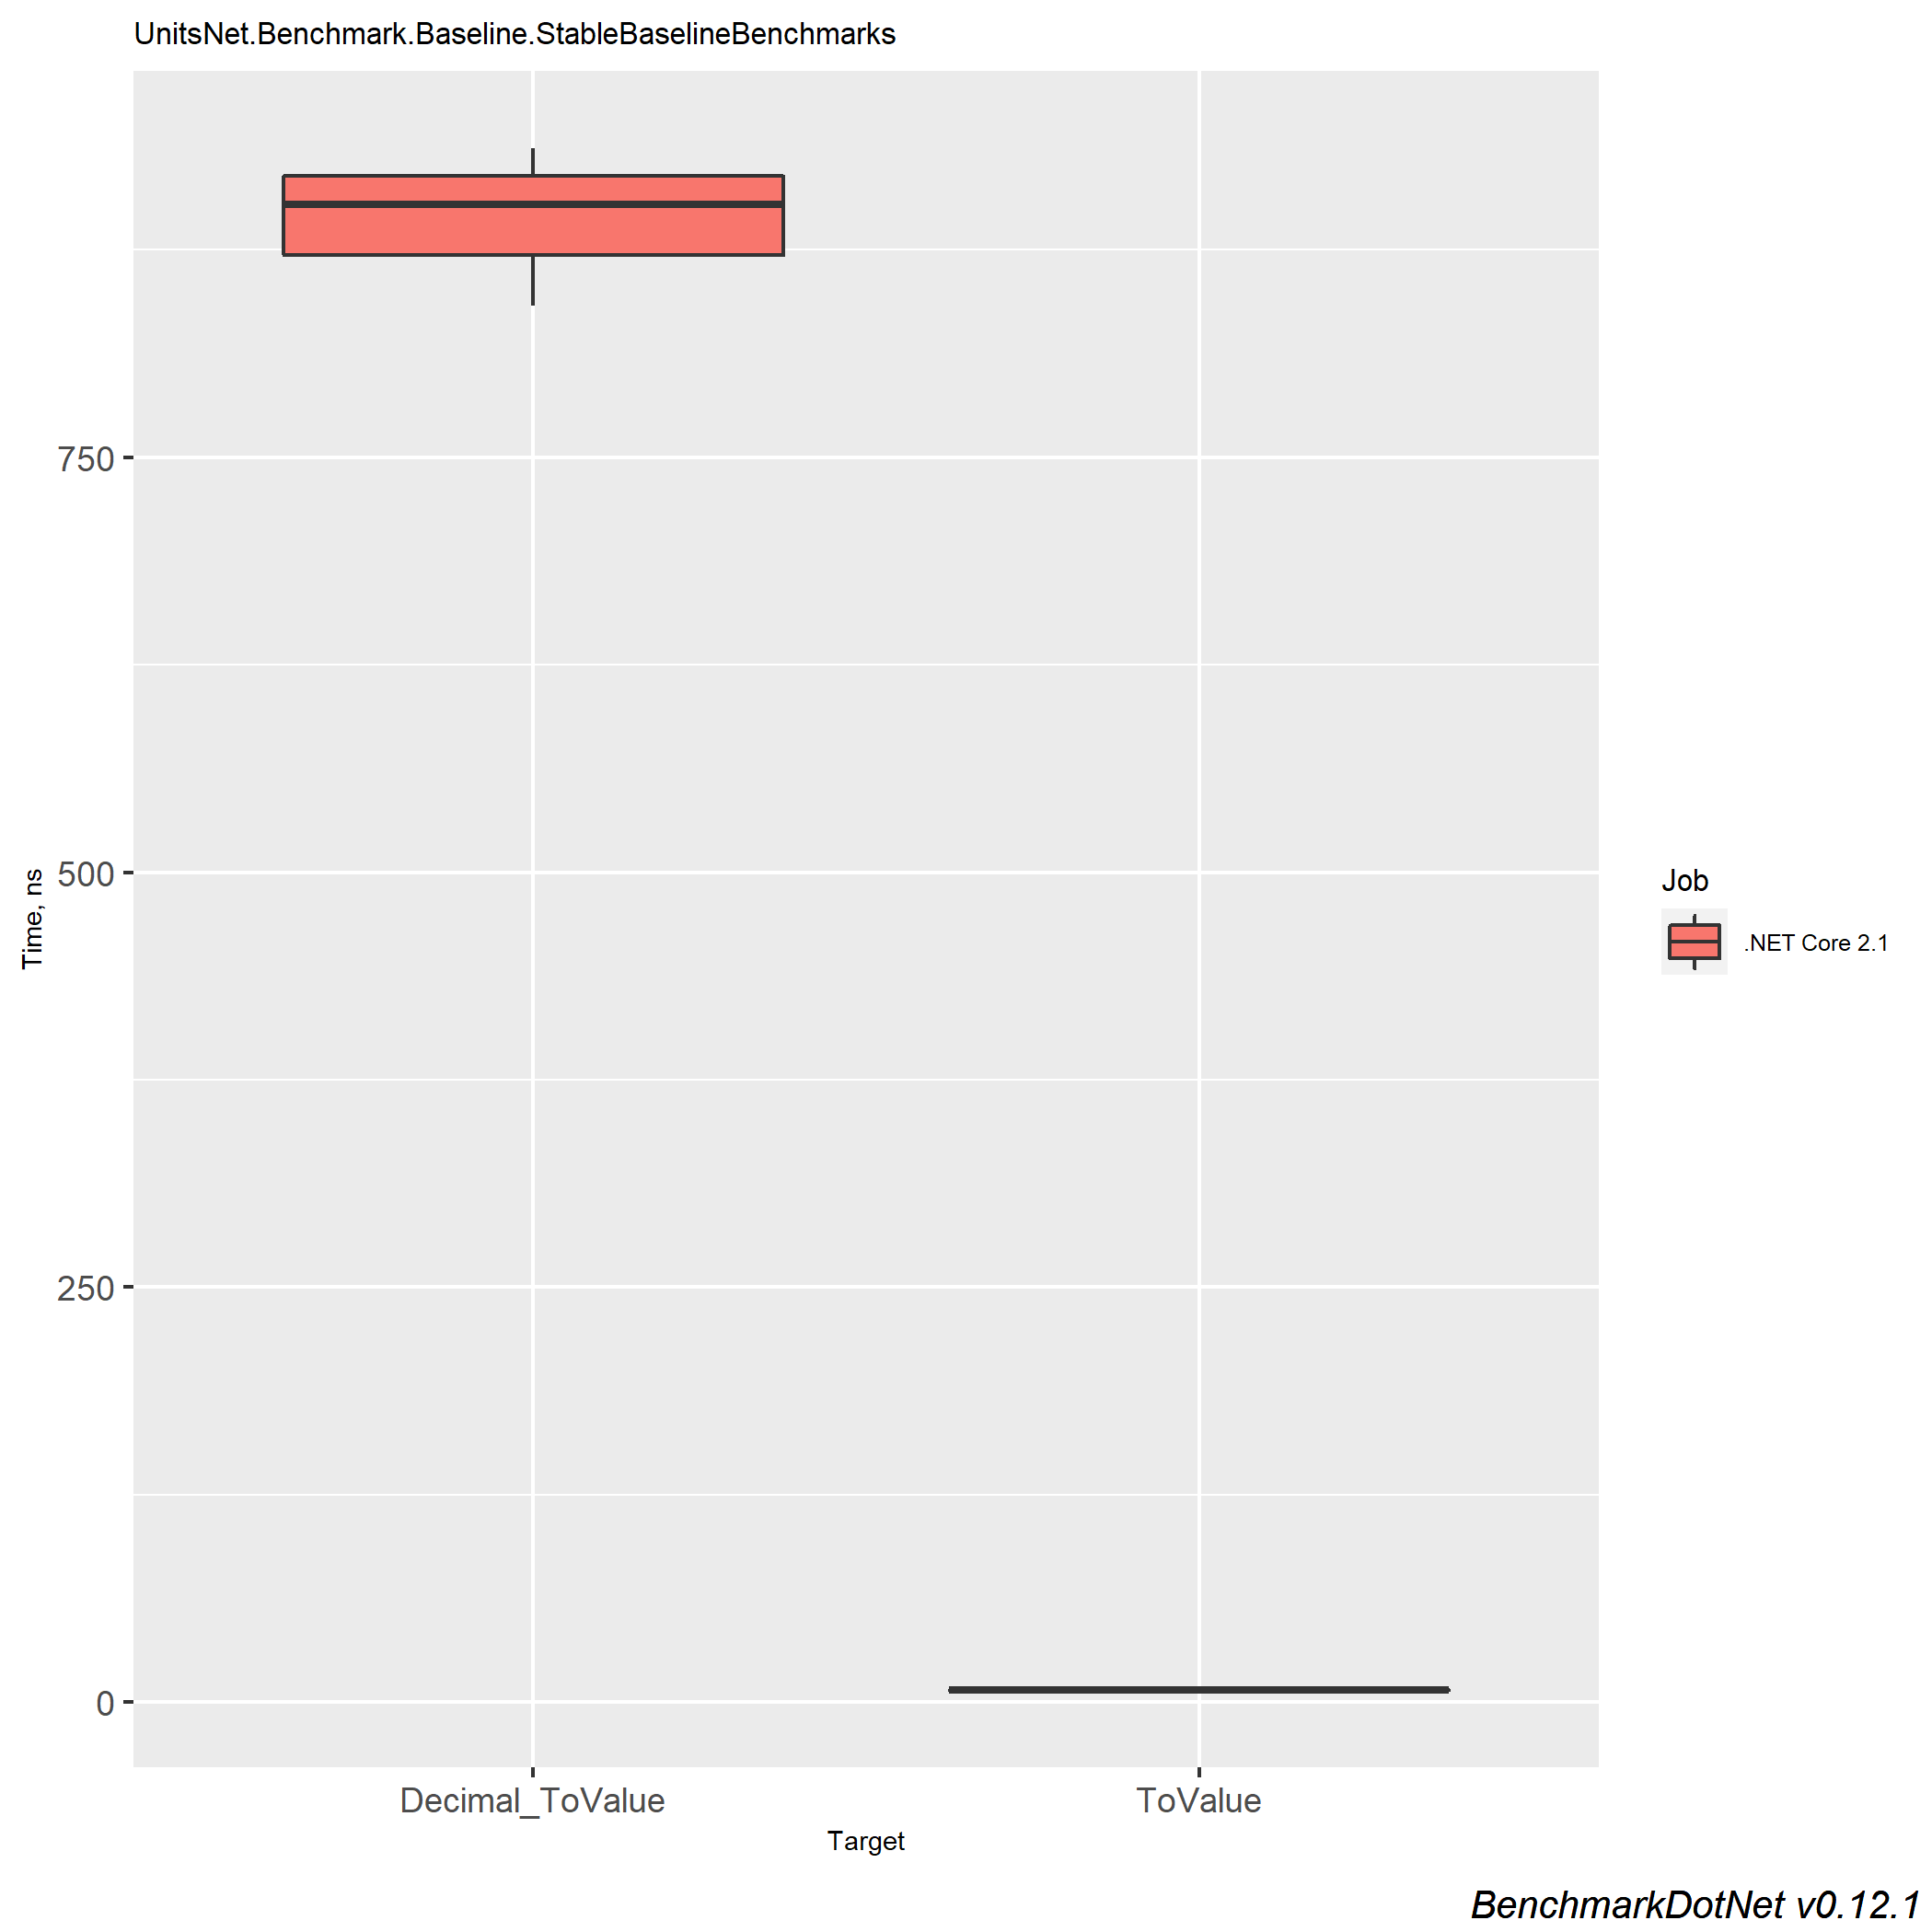 UnitsNet.Benchmark.Baseline.StableBaselineBenchmarks
750
500
250
0
Time, ns
Decimal_ToValue
ToValue
Target
Job
.NET Core 2.1
BenchmarkDotNet v0.12.1